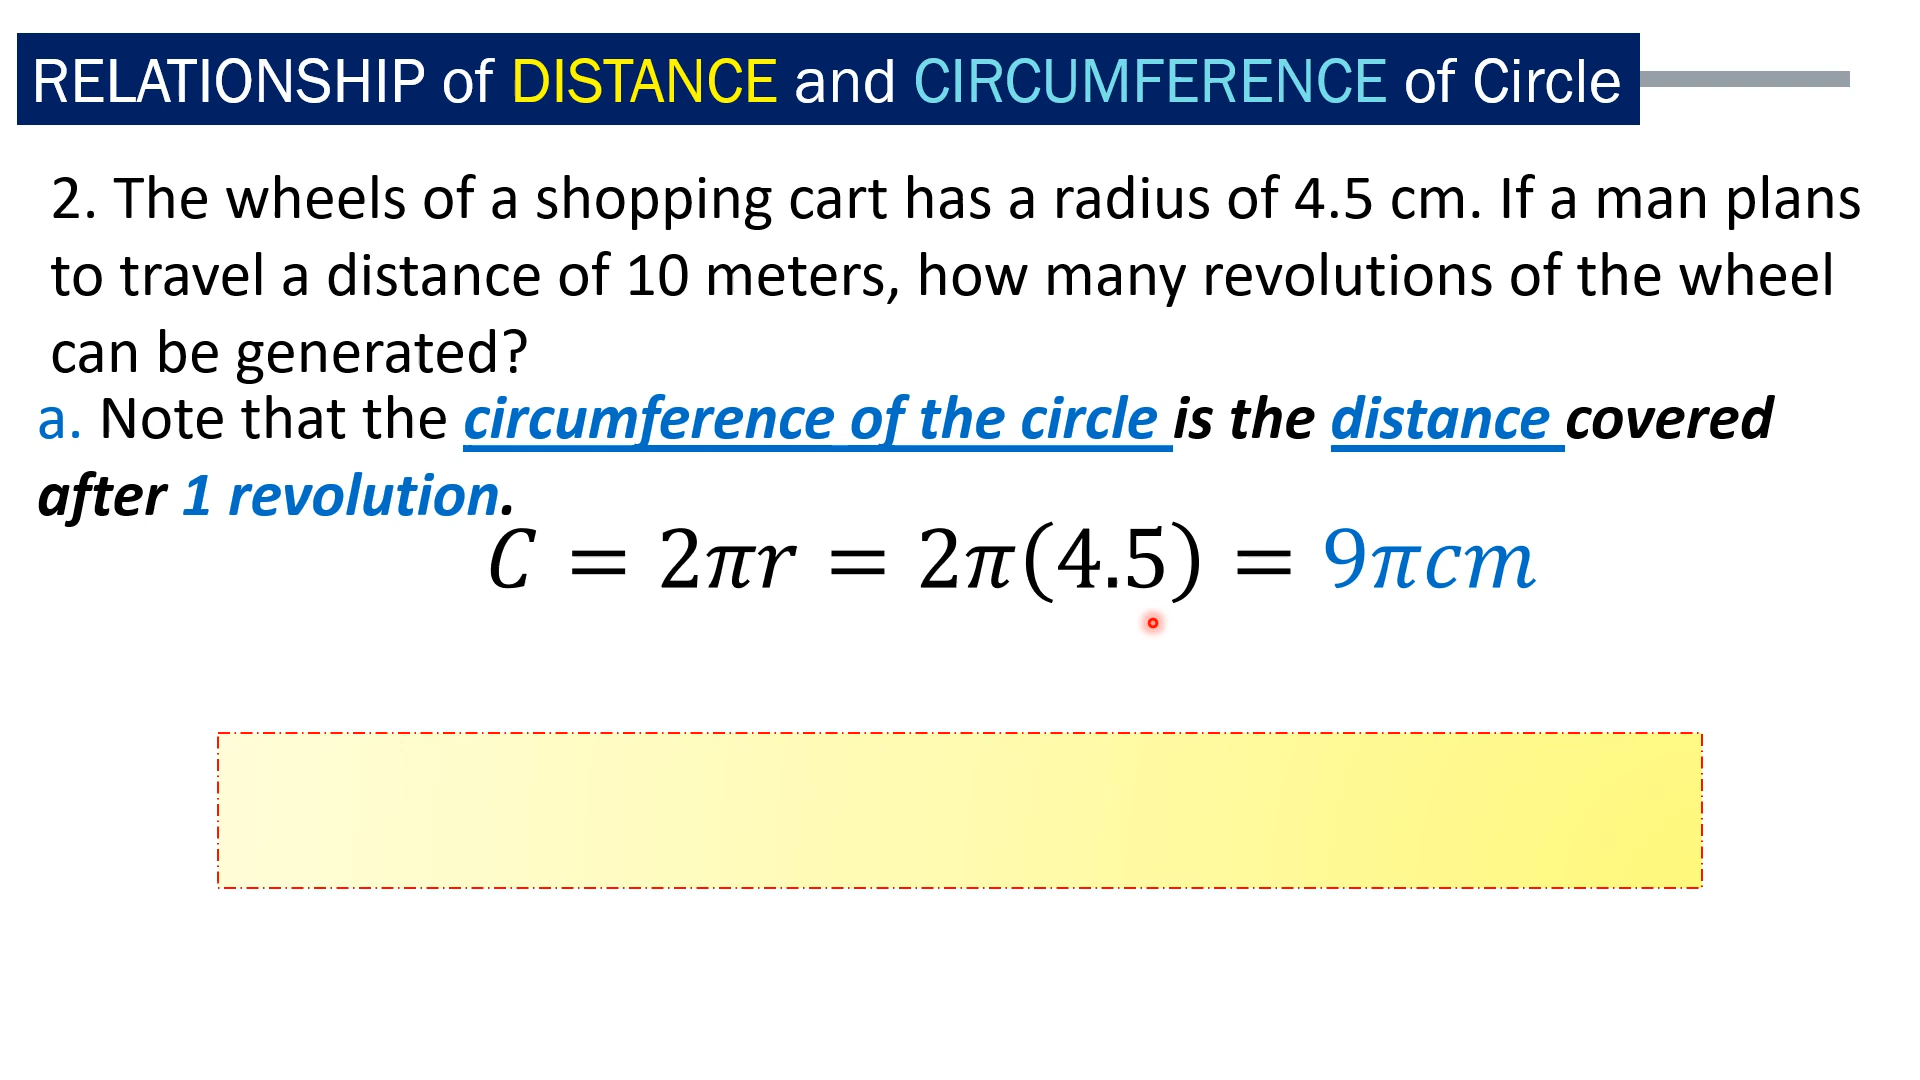 RELATIONSHIP of DISTANCE and CIRCUMFERENCE of Circle
2. The wheels of a shopping cart has a radius of 4.5 cm. If a man plans
to travel a distance of 10 meters, how many revolutions of the wheel
can be generated?
a. Note that the circumference of the circle is the distance covered
after 1 revolution.
C = 2πr = 2π(4.5) = 9πcm